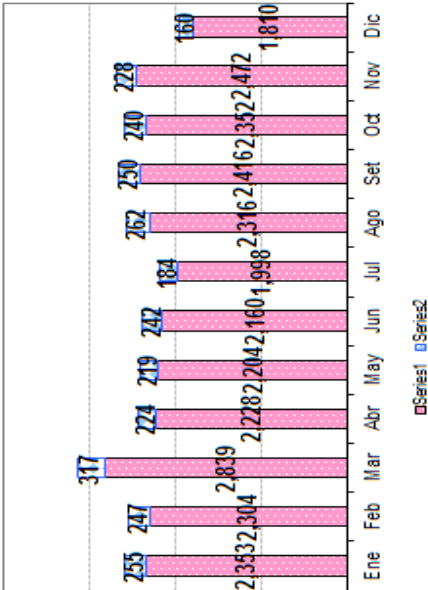 255 247 317 224 219 242 184 262 250 240 228 160
2,353 2,304 2,839 2,228 2,204 2,160 1,998 2,316 2,416 2,352 2,472 1,810
Ene Feb Mar Abr May Jun Jul Ago Set Oct Nov Dic
Series1 Series2